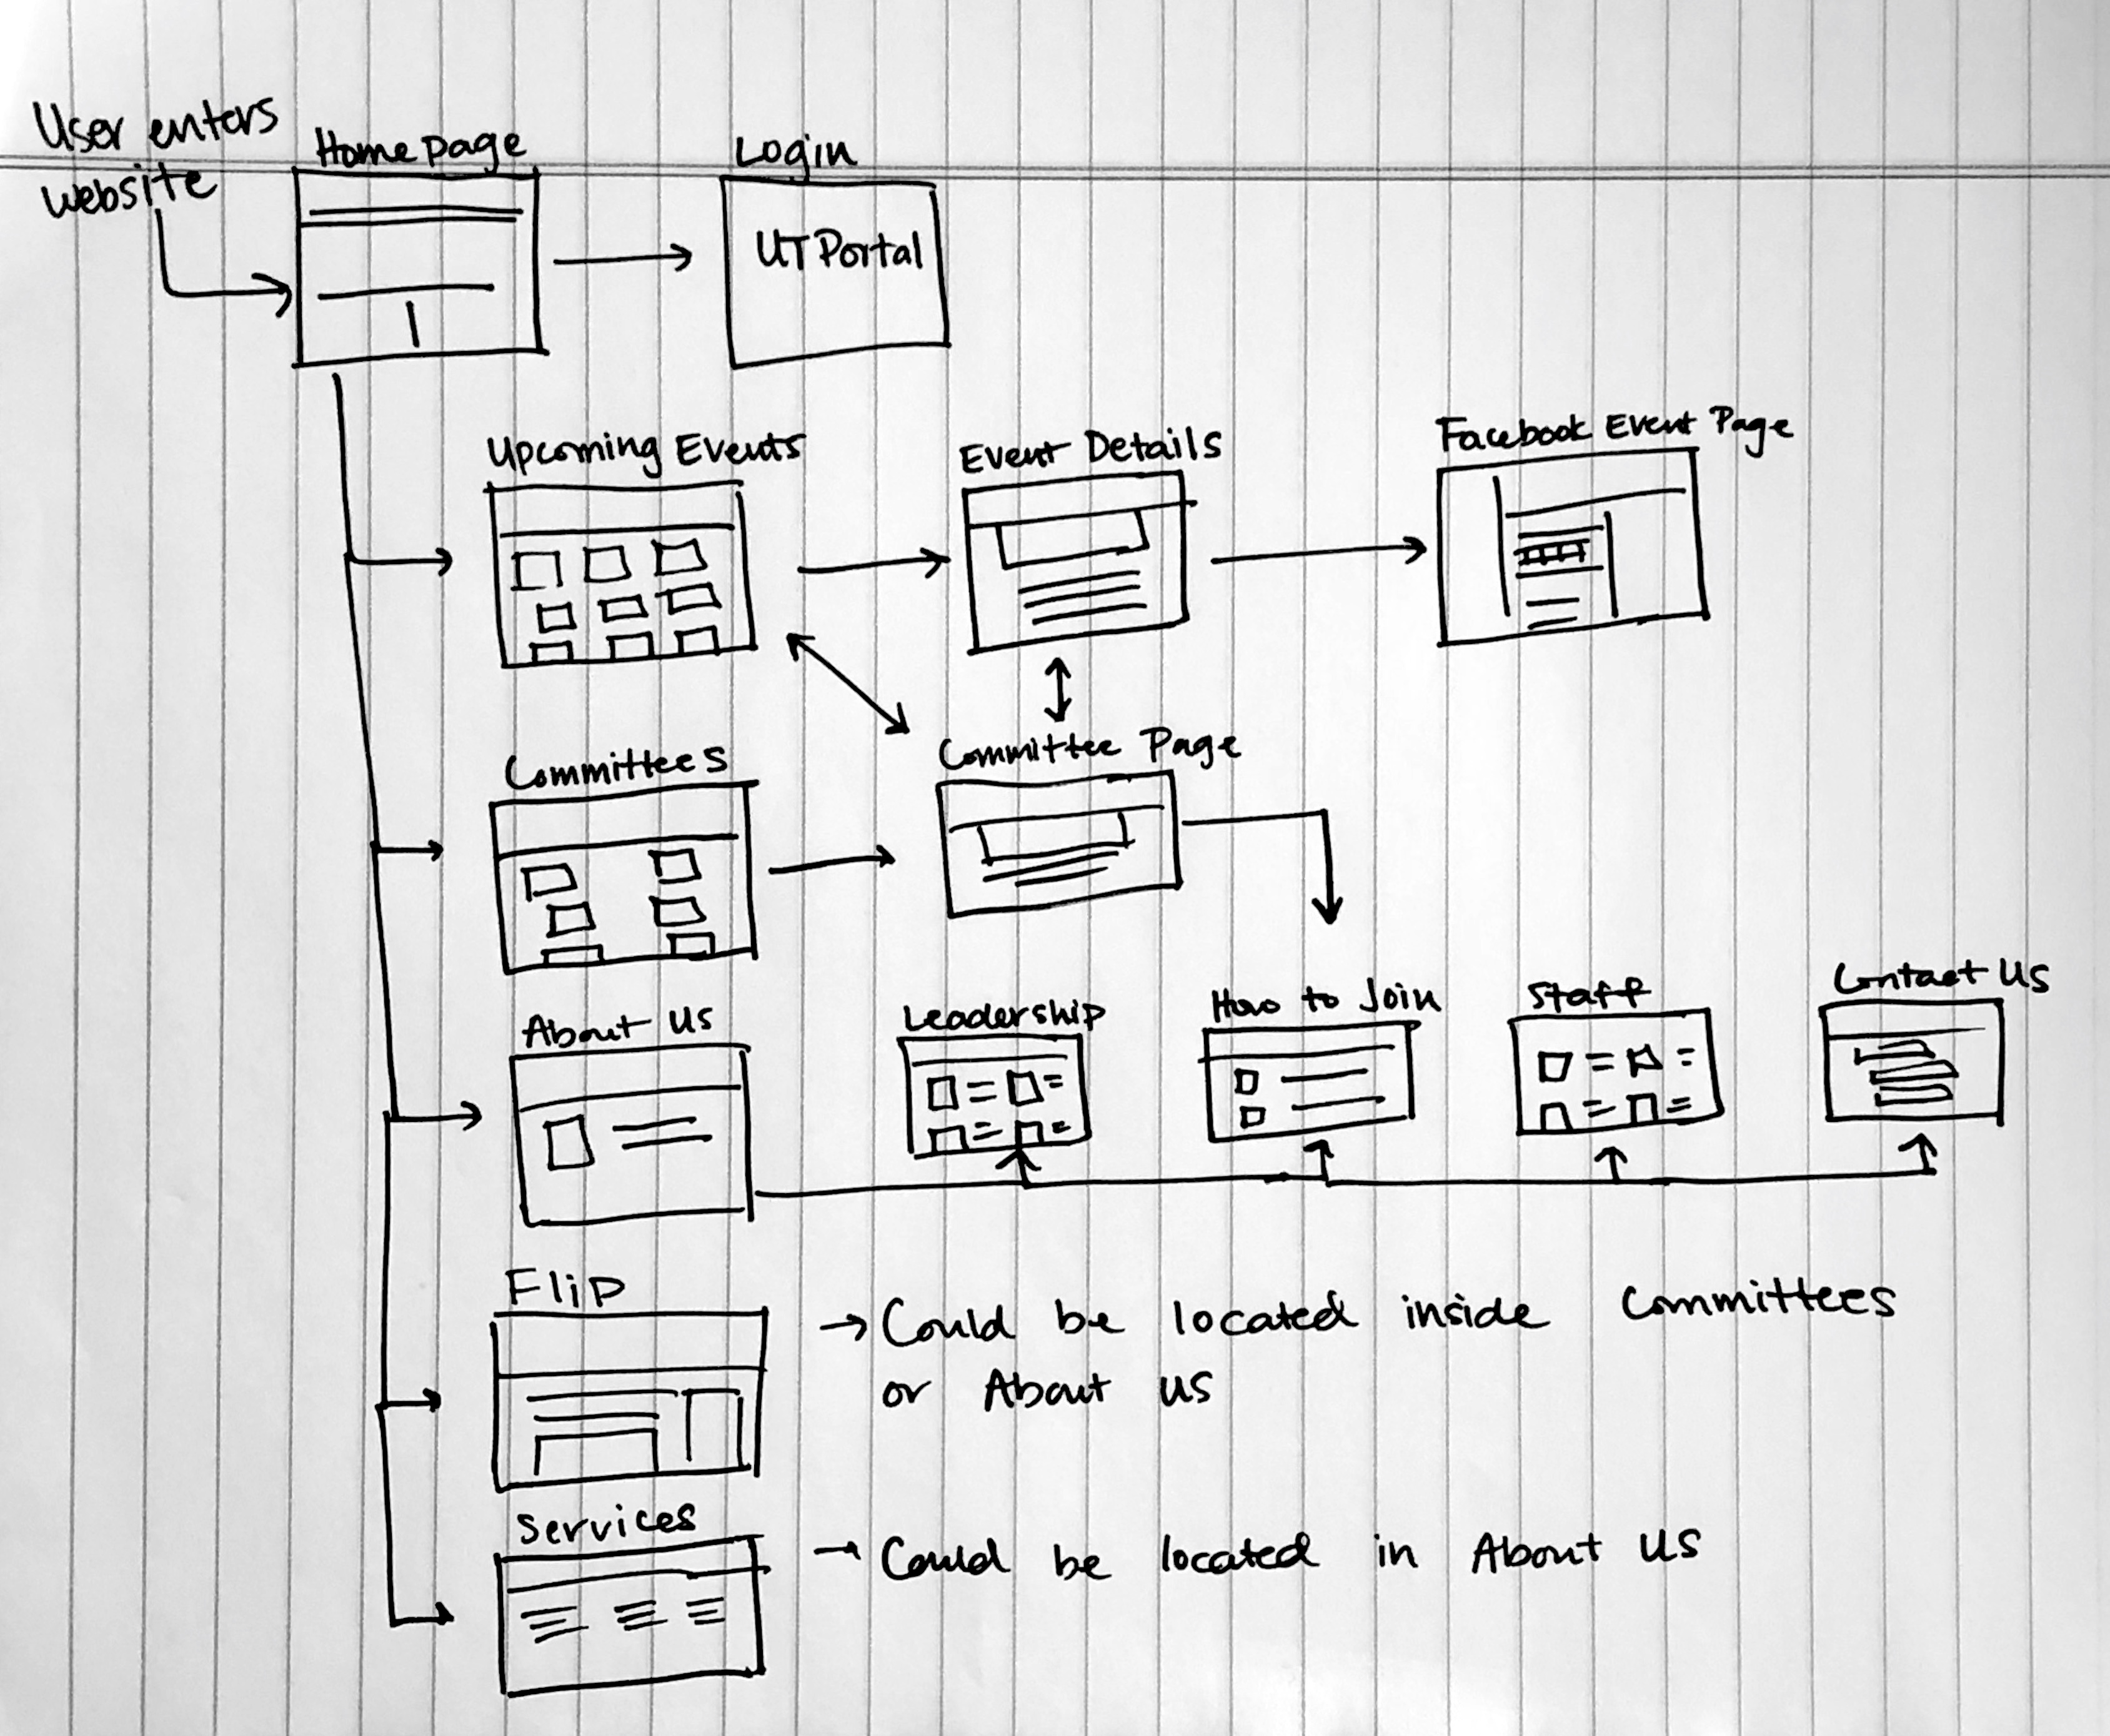 User enters
website
Homepage
Login
UT Portal
Upcoming Events
Event Details
Facebook Event Page
Committees
Committee Page
About Us
Leadership
How to Join
Staff
Contact Us
Flip
→ Could be located inside Committees
or About us
Services
→ Could be located in About Us